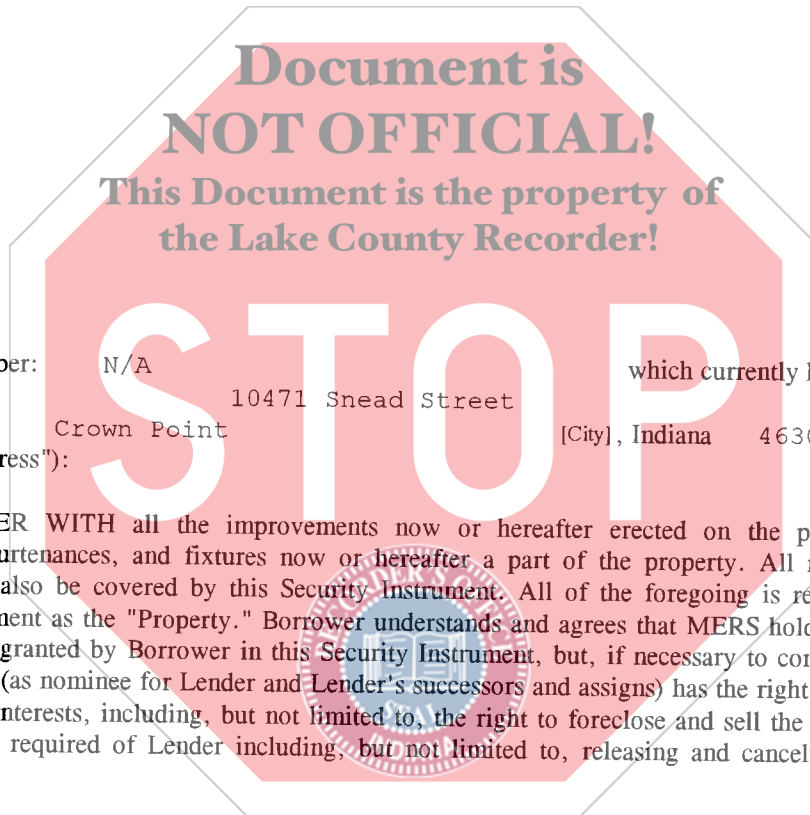 Document is
NOT OFFICIAL!
This Document is the property of
the Lake County Recorder!
STOP
ber: N/A which currently
10471 Snead Street
Crown Point [City], Indiana 4630
ress"):
ER WITH all the improvements now or hereafter erected on the p
urtenances, and fixtures now or hereafter a part of the property. All
also be covered by this Security Instrument. All of the foregoing is re
nent as the "Property." Borrower understands and agrees that MERS hold
granted by Borrower in this Security Instrument, but, if necessary to con
(as nominee for Lender and Lender's successors and assigns) has the right
nterests, including, but not limited to, the right to foreclose and sell the
required of Lender including, but not limited to, releasing and cancel
SEAL
INDIANA